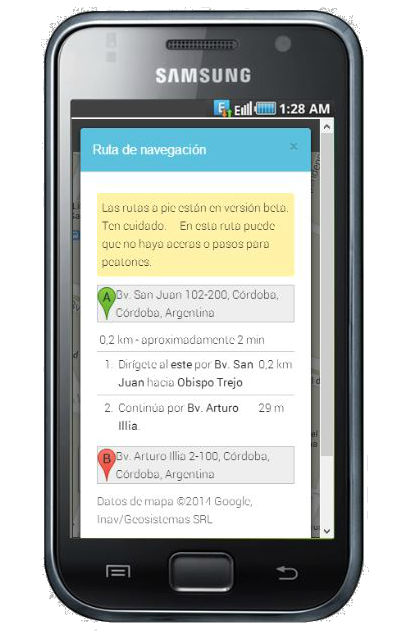 SAMSUNG
E 1:28 AM
Ruta de navegación ×
Las rutas a pie están en versión beta.
Ten cuidado. En esta ruta puede
que no haya aceras o pasos para
peatones.
A Bv. San Juan 102-200, Córdoba,
Córdoba, Argentina
0,2 km - aproximadamente 2 min
1. Dirígete al este por Bv. San 0,2 km
Juan hacia Obispo Trejo
2. Continúa por Bv. Arturo 29 m
Illia.
B Bv. Arturo Illia 2-100, Córdoba,
Córdoba, Argentina
Datos de mapa ©2014 Google,
Inav/Geosistemas SRL